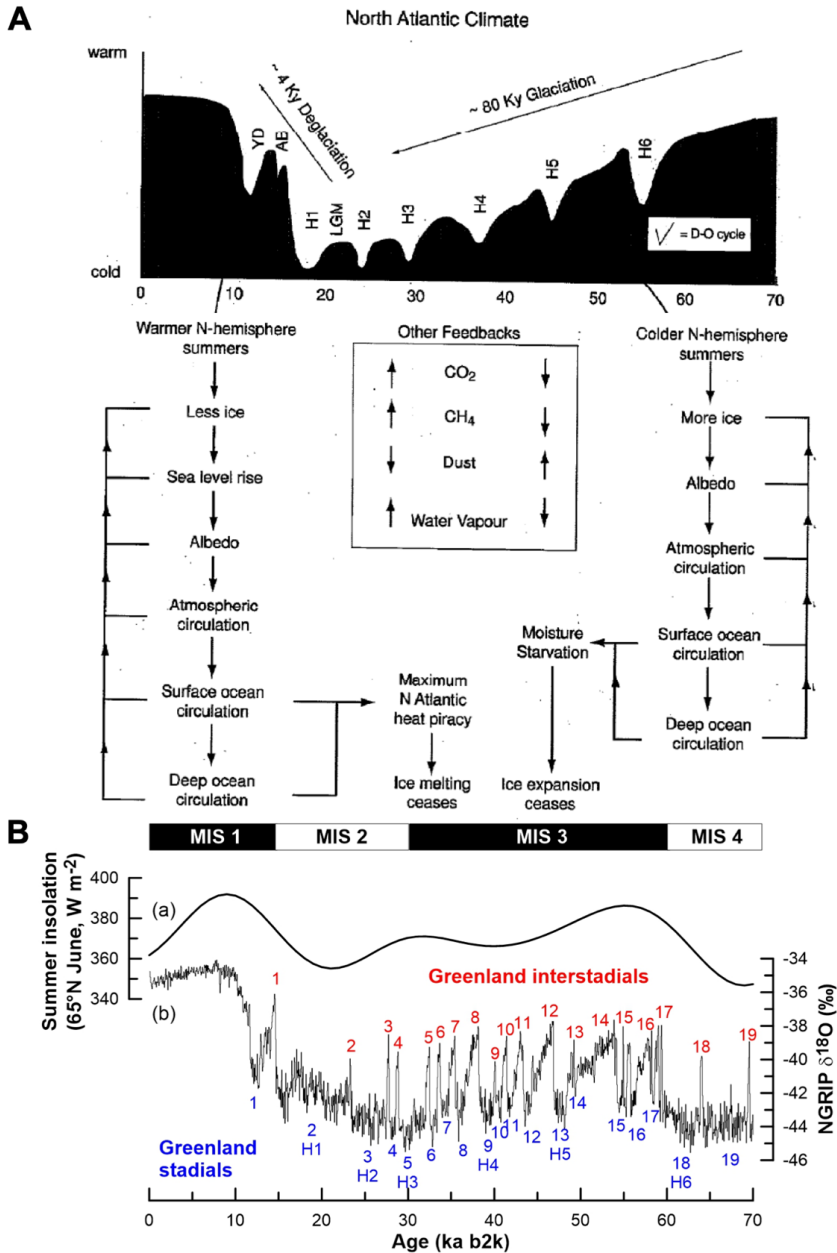 A
North Atlantic Climate
warm
cold
~ 4 Ky Deglaciation
~ 80 Ky Glaciation
YD
AB
H1
LGM
H2
H3
H4
H5
H6
= D-O cycle
0 10 20 30 40 50 60 70
Warmer N-hemisphere
summers
Less ice
Sea level rise
Albedo
Atmospheric
circulation
Surface ocean
circulation
Deep ocean
circulation
Other Feedbacks
CO₂
CH₄
Dust
Water Vapour
Maximum
N Atlantic
heat piracy
Ice melting
ceases
Moisture
Starvation
Ice expansion
ceases
Colder N-hemisphere
summers
More ice
Albedo
Atmospheric
circulation
Surface ocean
circulation
Deep ocean
circulation
B
MIS 1 MIS 2 MIS 3 MIS 4
Summer insolation
(65°N June, W m-2)
400
380
360
340
(a)
(b)
Greenland interstadials
1 2 3 4 5 6 7 8 9 10 11 12 13 14 15 16 17 18 19
Greenland
stadials
1 2 3 4 5 6 7 8 9 10 11 12 13 14 15 16 17 18 19
H1 H2 H3 H4 H5 H6
-34
-36
-38
-40
-42
-44
-46
NGRIP δ18O (‰)
0 10 20 30 40 50 60 70
Age (ka b2k)